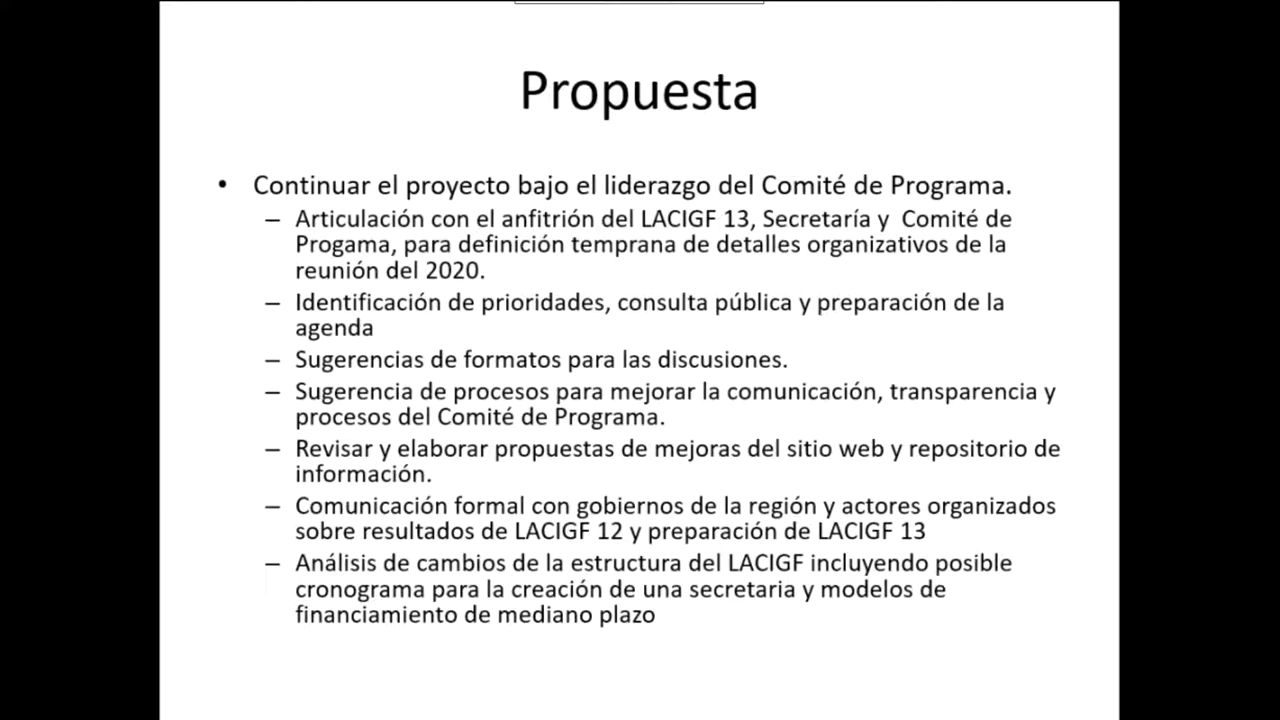 Propuesta
• Continuar el proyecto bajo el liderazgo del Comité de Programa.
– Articulación con el anfitrión del LACIGF 13, Secretaría y Comité de
Progama, para definición temprana de detalles organizativos de la
reunión del 2020.
– Identificación de prioridades, consulta pública y preparación de la
agenda
– Sugerencias de formatos para las discusiones.
– Sugerencia de procesos para mejorar la comunicación, transparencia y
procesos del Comité de Programa.
– Revisar y elaborar propuestas de mejoras del sitio web y repositorio de
información.
– Comunicación formal con gobiernos de la región y actores organizados
sobre resultados de LACIGF 12 y preparación de LACIGF 13
– Análisis de cambios de la estructura del LACIGF incluyendo posible
cronograma para la creación de una secretaria y modelos de
financiamiento de mediano plazo